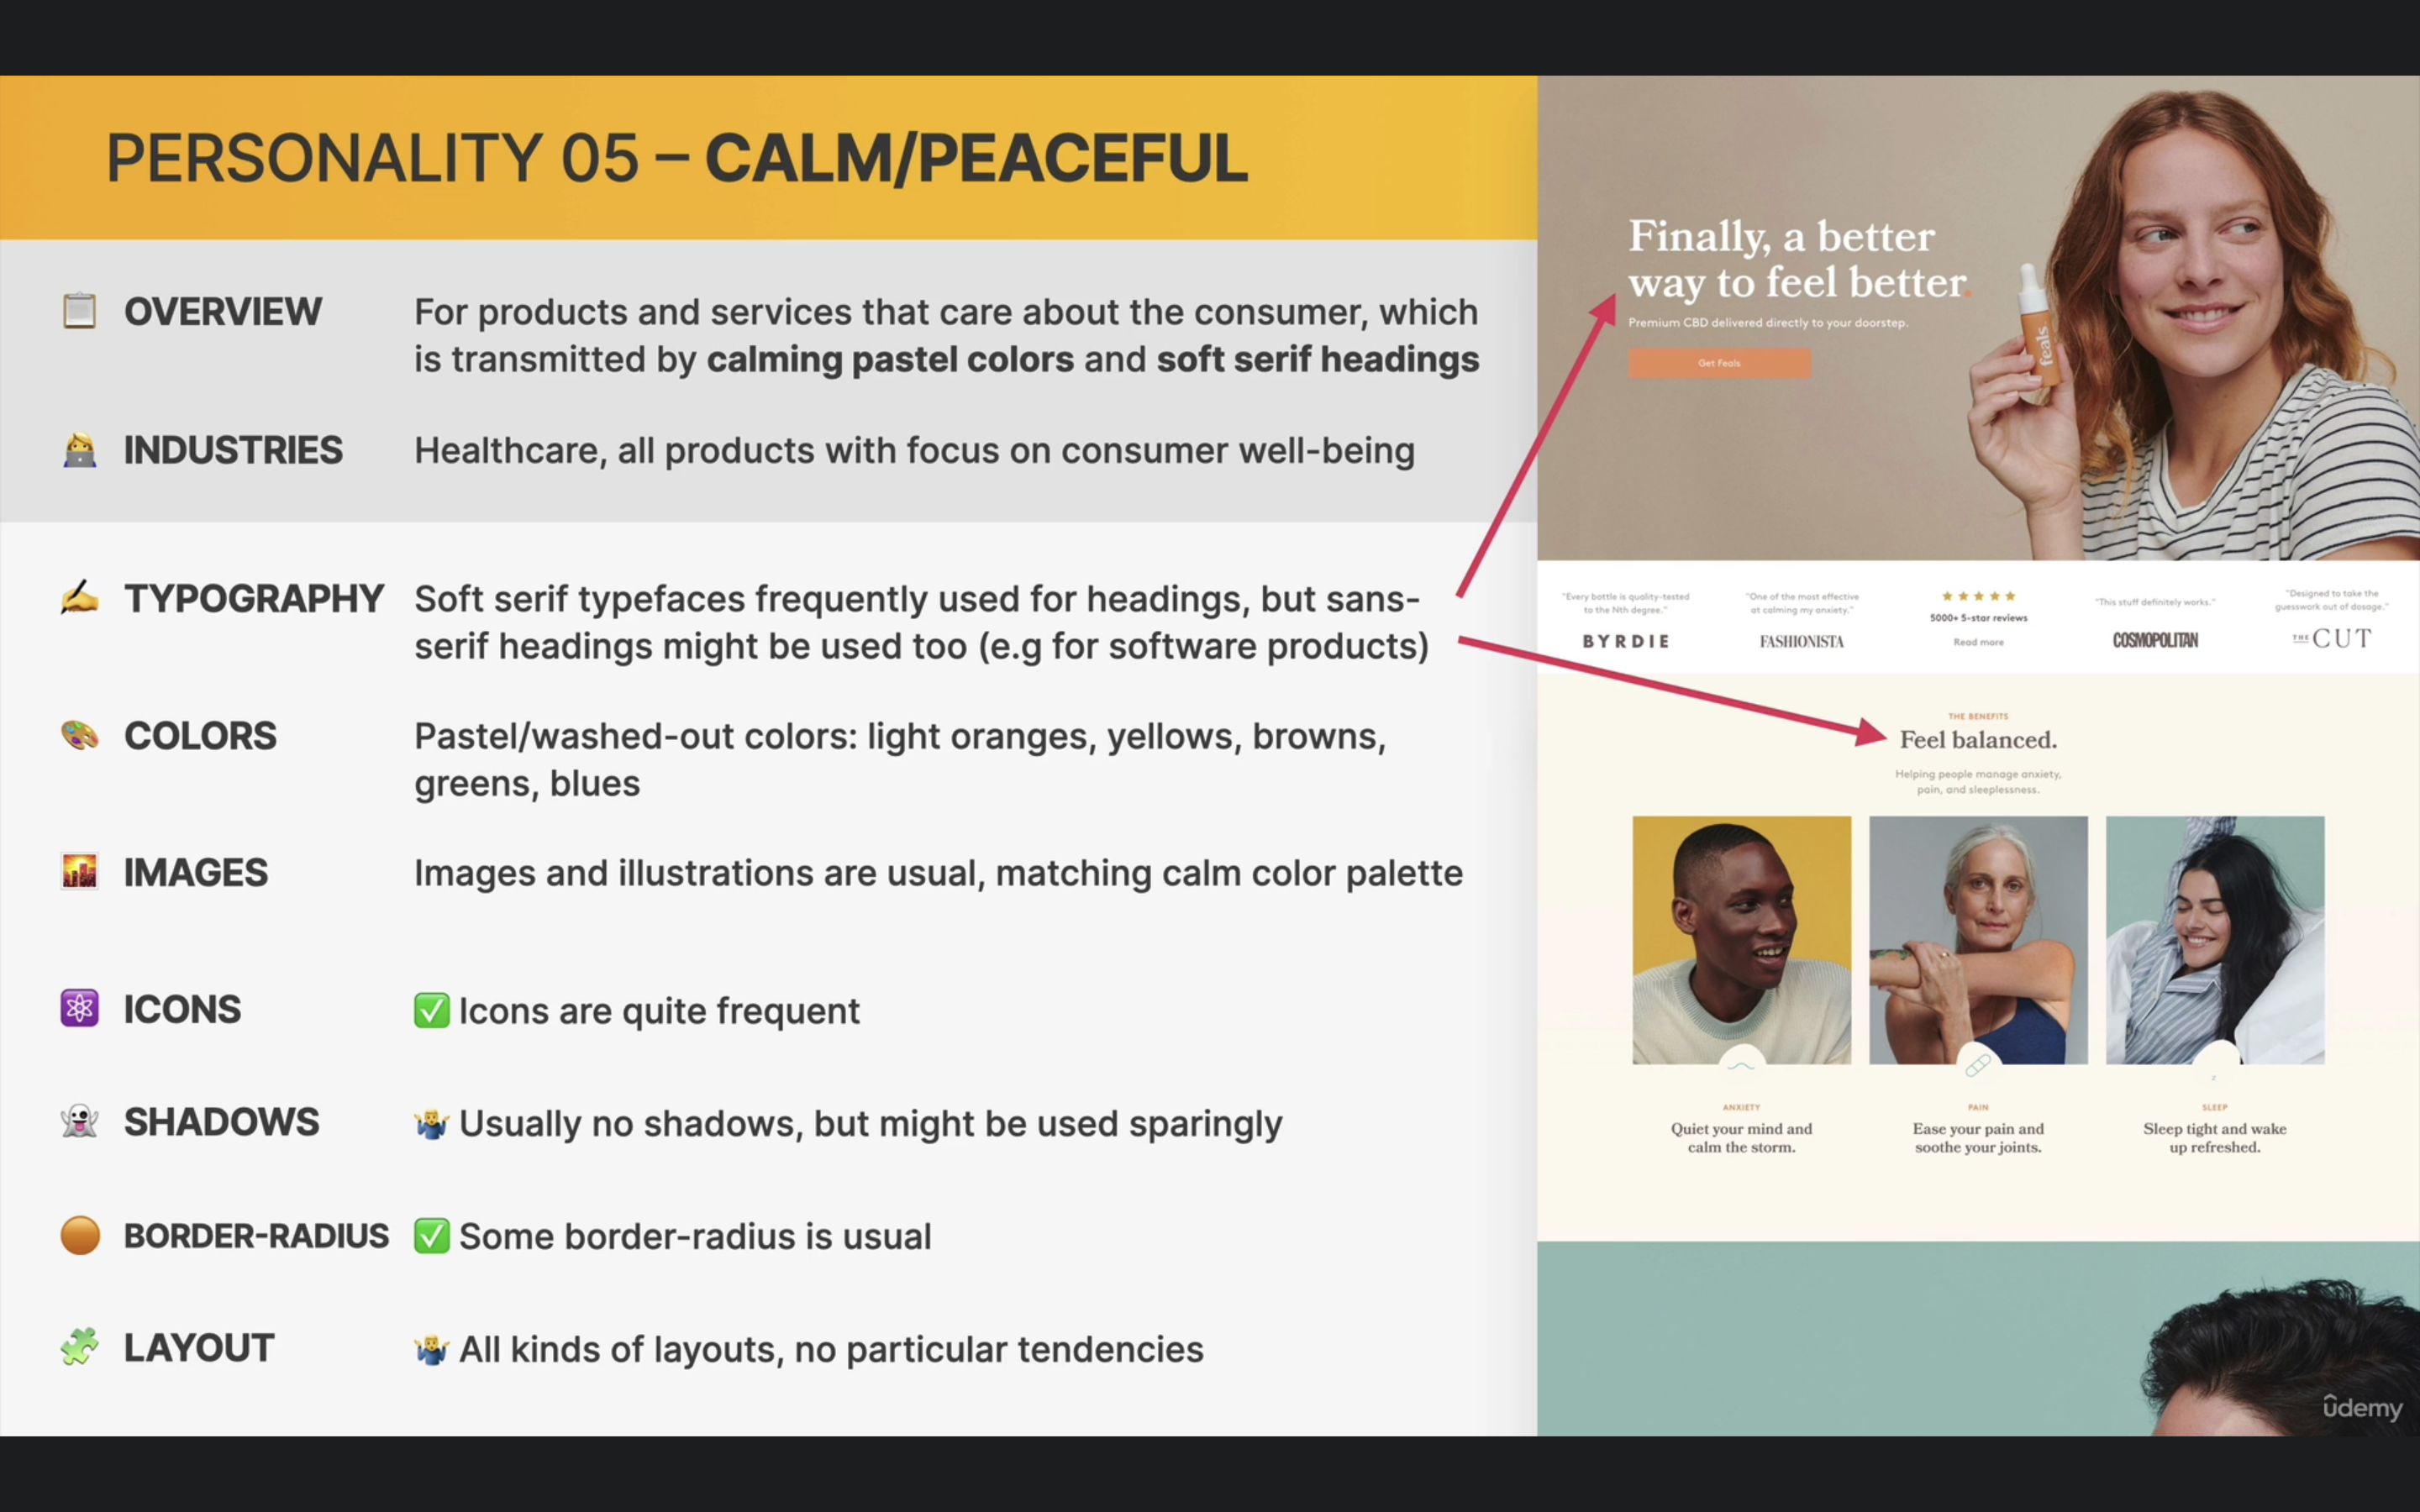 PERSONALITY 05 – CALM/PEACEFUL
OVERVIEW
For products and services that care about the consumer, which
is transmitted by calming pastel colors and soft serif headings
INDUSTRIES
Healthcare, all products with focus on consumer well-being
TYPOGRAPHY
Soft serif typefaces frequently used for headings, but sans-
serif headings might be used too (e.g for software products)
COLORS
Pastel/washed-out colors: light oranges, yellows, browns,
greens, blues
IMAGES
Images and illustrations are usual, matching calm color palette
ICONS
Icons are quite frequent
SHADOWS
Usually no shadows, but might be used sparingly
BORDER-RADIUS
Some border-radius is usual
LAYOUT
All kinds of layouts, no particular tendencies
Finally, a better
way to feel better.
Premium CBD delivered directly to your doorstep.
Get Feals
feals
"Every bottle is quality-tested
to the Nth degree."
BYRDIE
"One of the most effective
at calming my anxiety."
FASHIONISTA
5000+ 5-star reviews
Read more
"This stuff definitely works."
COSMOPOLITAN
"Designed to take the
guesswork out of dosage."
THE CUT
THE BENEFITS
Feel balanced.
Helping people manage anxiety,
pain, and sleeplessness.
ANXIETY
Quiet your mind and
calm the storm.
PAIN
Ease your pain and
soothe your joints.
z
SLEEP
Sleep tight and wake
up refreshed.
ûdemy